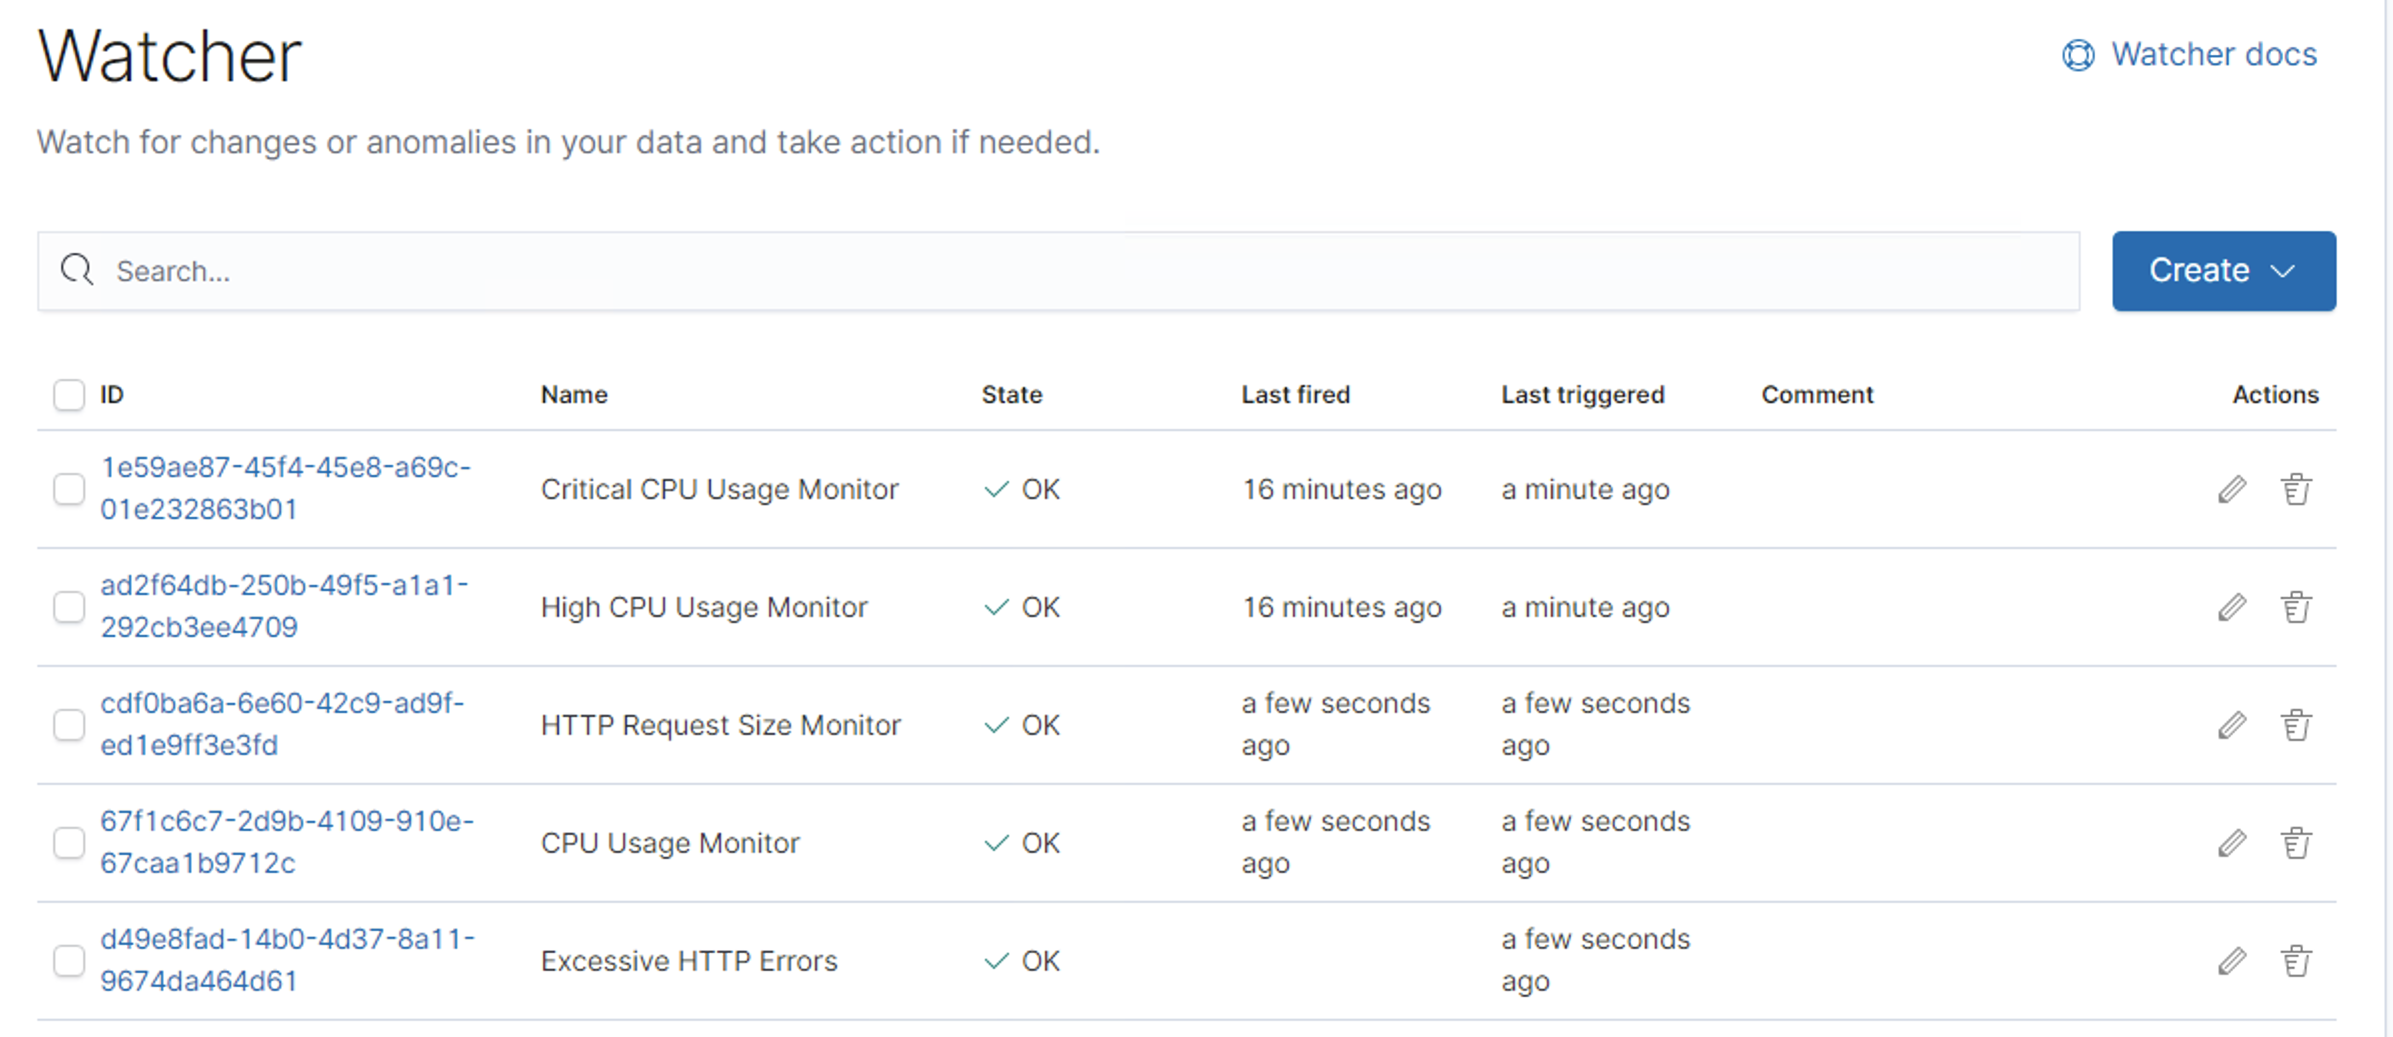 Watcher
Watcher docs
Watch for changes or anomalies in your data and take action if needed.
Search...
Create
ID Name State Last fired Last triggered Comment Actions
1e59ae87-45f4-45e8-a69c-
01e232863b01
Critical CPU Usage Monitor
OK
16 minutes ago
a minute ago
ad2f64db-250b-49f5-a1a1-
292cb3ee4709
High CPU Usage Monitor
OK
16 minutes ago
a minute ago
cdf0ba6a-6e60-42c9-ad9f-
ed1e9ff3e3fd
HTTP Request Size Monitor
OK
a few seconds
ago
a few seconds
ago
67f1c6c7-2d9b-4109-910e-
67caa1b9712c
CPU Usage Monitor
OK
a few seconds
ago
a few seconds
ago
d49e8fad-14b0-4d37-8a11-
9674da464d61
Excessive HTTP Errors
OK
a few seconds
ago